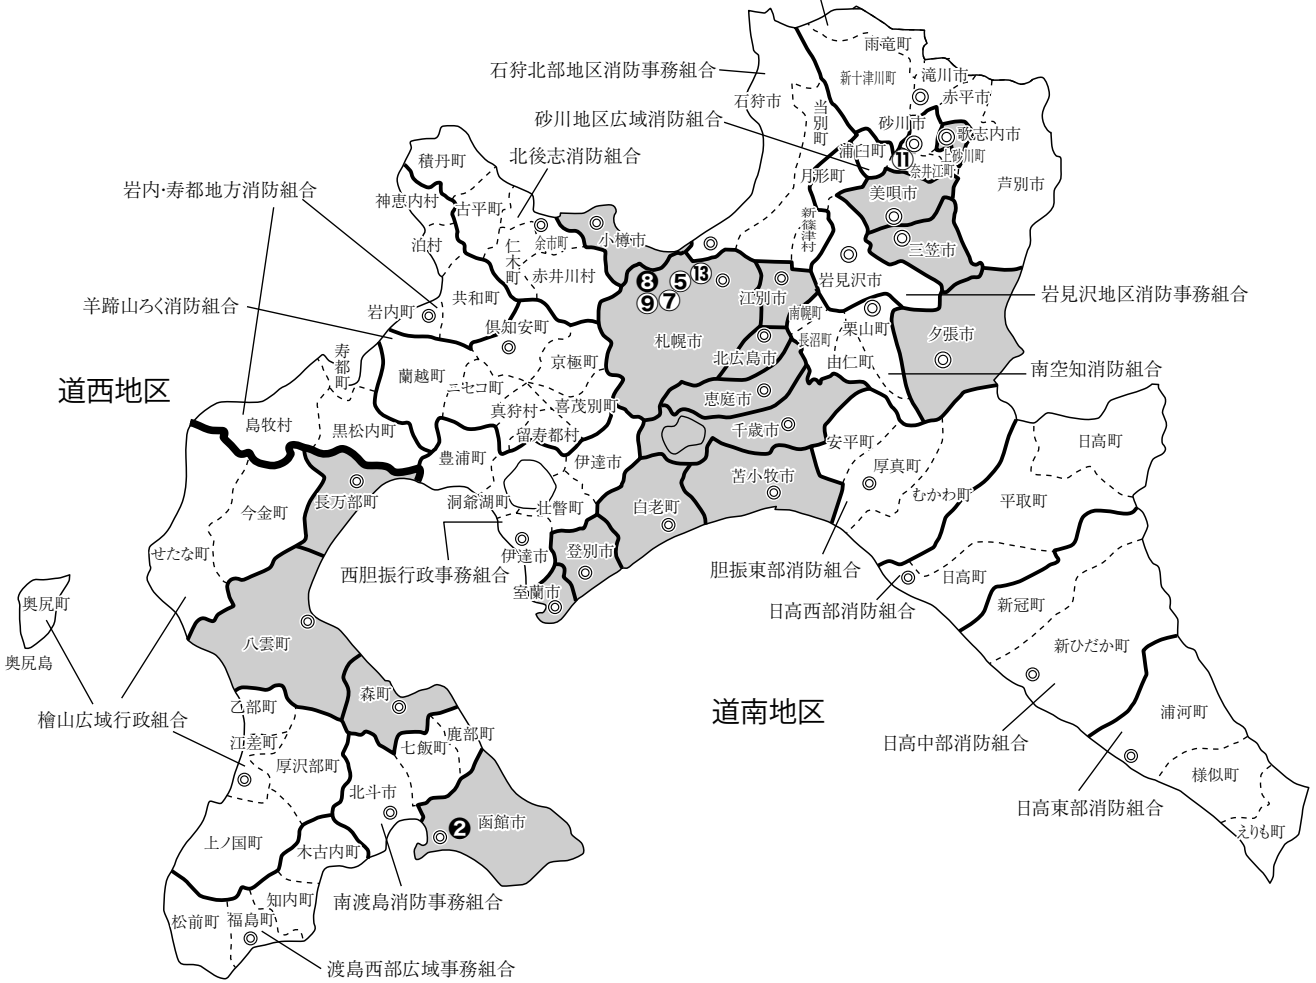 雨竜町
石狩北部地区消防事務組合
新十津川町
滝川市
石狩市
当別町
赤平市
砂川地区広域消防組合
砂川市
歌志内市
浦臼町
⓫
上砂川町
奈井江町
北後志消防組合
積丹町
月形町
美唄市
芦別市
岩内・寿都地方消防組合
神恵内村
古平町
新篠津村
泊村
仁木町
余市町
小樽市
三笠市
赤井川村
❽
⑤
⑬
岩見沢市
羊蹄山ろく消防組合
共和町
⑨
⑦
江別市
岩見沢地区消防事務組合
岩内町
倶知安町
南幌町
栗山町
夕張市
寿都町
京極町
札幌市
長沼町
北広島市
由仁町
南空知消防組合
道西地区
蘭越町
ニセコ町
恵庭市
島牧村
黒松内町
真狩村
喜茂別町
留寿都村
千歳市
安平町
日高町
豊浦町
伊達市
苫小牧市
厚真町
むかわ町
平取町
長万部町
洞爺湖町
壮瞥町
白老町
今金町
せたな町
伊達市
登別市
西胆振行政事務組合
胆振東部消防組合
日高町
室蘭市
日高西部消防組合
新冠町
奥尻町
八雲町
新ひだか町
奥尻島
森町
道南地区
檜山広域行政組合
乙部町
浦河町
江差町
鹿部町
七飯町
日高中部消防組合
厚沢部町
様似町
北斗市
日高東部消防組合
❷
函館市
えりも町
上ノ国町
木古内町
知内町
南渡島消防事務組合
松前町
福島町
渡島西部広域事務組合